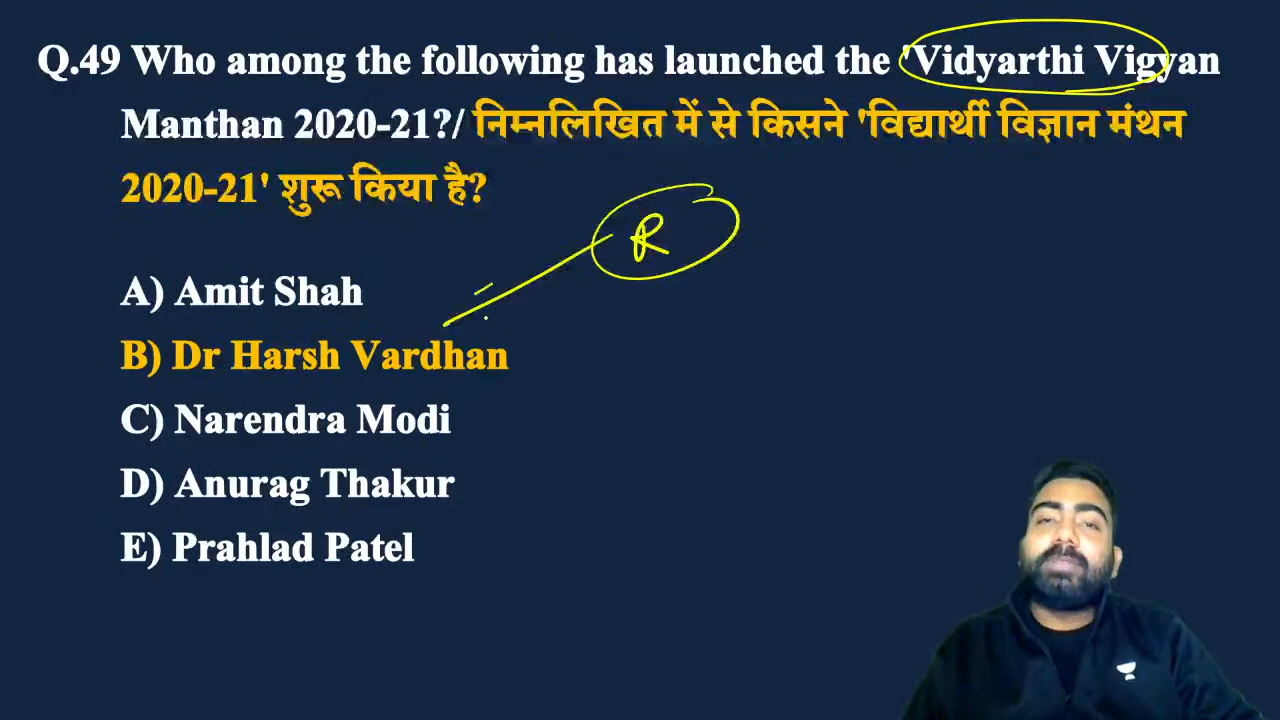 Q.49 Who among the following has launched the 'Vidyarthi Vigyan
Manthan 2020-21?/ निम्नलिखित में से किसने 'विद्यार्थी विज्ञान मंथन
2020-21' शुरू किया है?
R
A) Amit Shah
B) Dr Harsh Vardhan
C) Narendra Modi
D) Anurag Thakur
E) Prahlad Patel